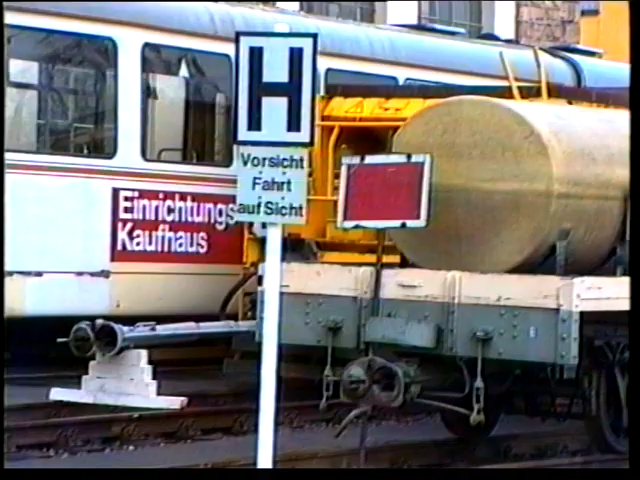 H
Vorsicht
Fahrt
auf Sicht
Einrichtungs
Kaufhaus